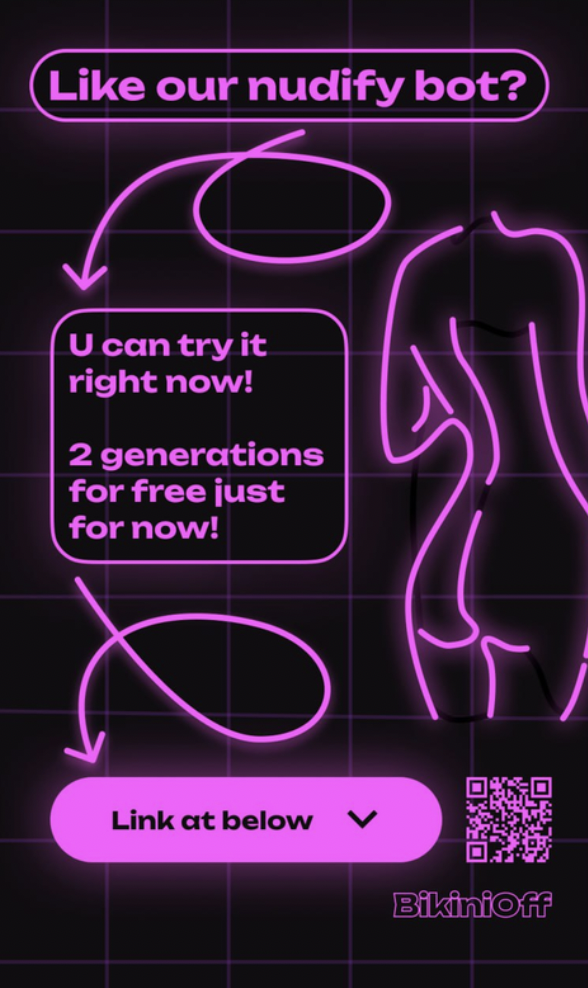 Like our nudify bot?
U can try it
right now!
2 generations
for free just
for now!
Link at below
BikiniOff